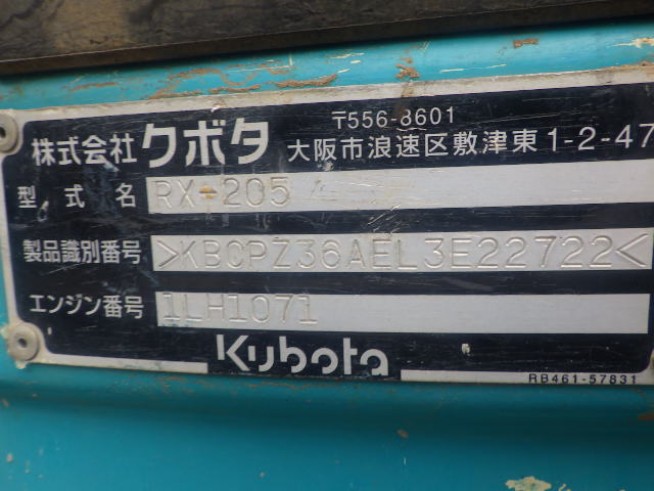 株式会社クボタ
〒556-8601
大阪市浪速区敷津東1-2-47
型式名 RX-205
製品識別番号 >KBCPZ36AEL3E22722<
エンジン番号 1LH1071
Kubota
RB461-57831